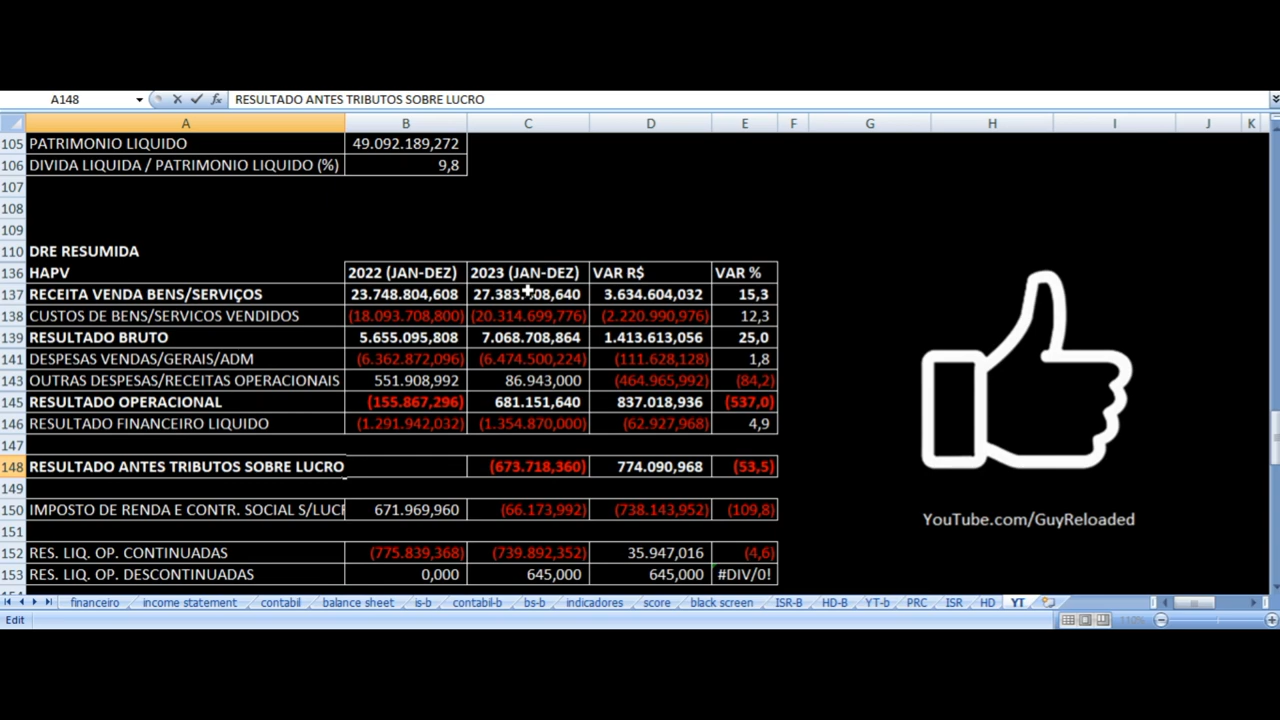 A148 fx RESULTADO ANTES TRIBUTOS SOBRE LUCRO
A B C D E F G H I J K
105 PATRIMONIO LIQUIDO 49.092.189,272
106 DIVIDA LIQUIDA / PATRIMONIO LIQUIDO (%) 9,8
107
108
109
110 DRE RESUMIDA
136 HAPV 2022 (JAN-DEZ) 2023 (JAN-DEZ) VAR R$ VAR %
137 RECEITA VENDA BENS/SERVIÇOS 23.748.804,608 27.383.408,640 3.634.604,032 15,3
138 CUSTOS DE BENS/SERVICOS VENDIDOS (18.093.708,800) (20.314.699,776) (2.220.990,976) 12,3
139 RESULTADO BRUTO 5.655.095,808 7.068.708,864 1.413.613,056 25,0
141 DESPESAS VENDAS/GERAIS/ADM (6.362.872,096) (6.474.500,224) (111.628,128) 1,8
143 OUTRAS DESPESAS/RECEITAS OPERACIONAIS 551.908,992 86.943,000 (464.965,992) (84,2)
145 RESULTADO OPERACIONAL (155.867,296) 681.151,640 837.018,936 (537,0)
146 RESULTADO FINANCEIRO LIQUIDO (1.291.942,032) (1.354.870,000) (62.927,968) 4,9
147
148 RESULTADO ANTES TRIBUTOS SOBRE LUCRO (673.718,360) 774.090,968 (53,5)
149
150 IMPOSTO DE RENDA E CONTR. SOCIAL S/LUCR 671.969,960 (66.173,992) (738.143,952) (109,8)
151
152 RES. LIQ. OP. CONTINUADAS (775.839,368) (739.892,352) 35.947,016 (4,6)
153 RES. LIQ. OP. DESCONTINUADAS 0,000 645,000 645,000 #DIV/0!
YouTube.com/GuyReloaded
financeiro income statement contabil balance sheet is-b contabil-b bs-b indicadores score black screen ISR-B HD-B YT-b PRC ISR HD YT
Edit 110%